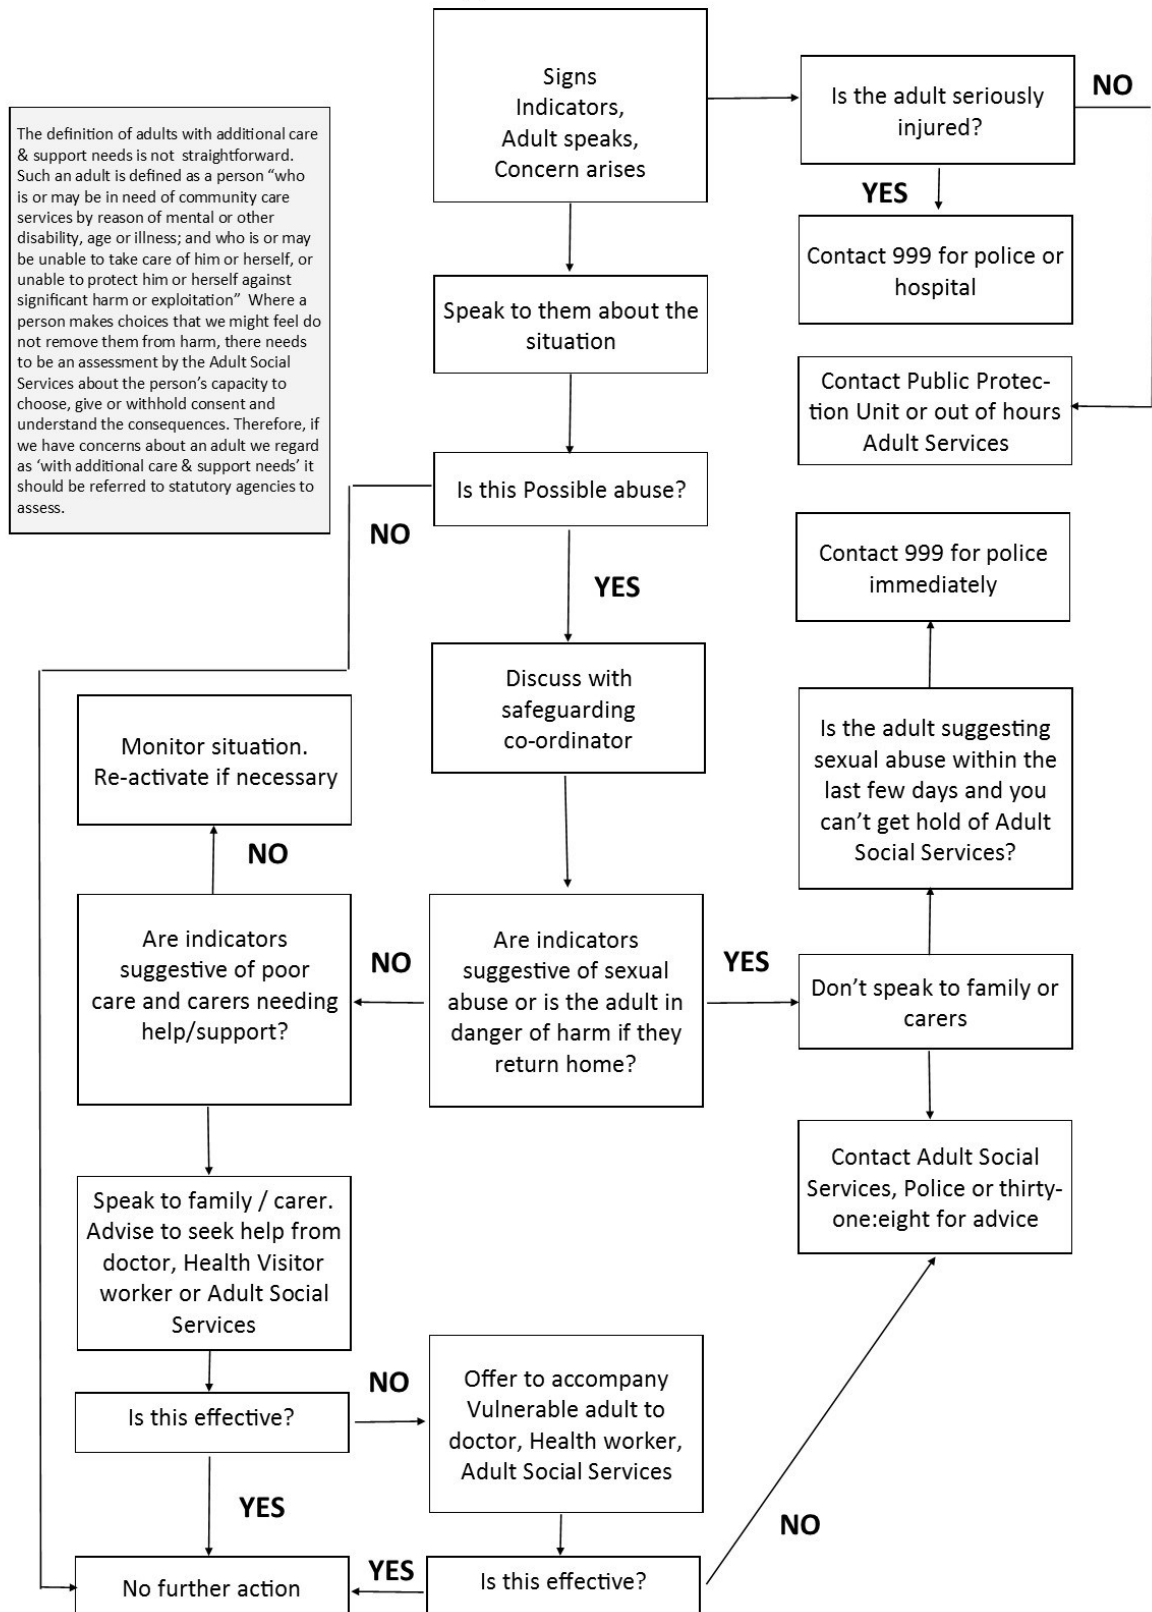 Signs
Indicators,
Adult speaks,
Concern arises
Is the adult seriously
injured?
NO
YES
Contact 999 for police or
hospital
Contact Public Protec-
tion Unit or out of hours
Adult Services
The definition of adults with additional care
& support needs is not straightforward.
Such an adult is defined as a person “who
is or may be in need of community care
services by reason of mental or other
disability, age or illness; and who is or may
be unable to take care of him or herself, or
unable to protect him or herself against
significant harm or exploitation” Where a
person makes choices that we might feel do
not remove them from harm, there needs
to be an assessment by the Adult Social
Services about the person’s capacity to
choose, give or withhold consent and
understand the consequences. Therefore, if
we have concerns about an adult we regard
as ‘with additional care & support needs’ it
should be referred to statutory agencies to
assess.
Speak to them about the
situation
Is this Possible abuse?
NO
YES
Discuss with
safeguarding
co-ordinator
Contact 999 for police
immediately
Is the adult suggesting
sexual abuse within the
last few days and you
can’t get hold of Adult
Social Services?
Monitor situation.
Re-activate if necessary
NO
Are indicators
suggestive of poor
care and carers needing
help/support?
NO
Are indicators
suggestive of sexual
abuse or is the adult in
danger of harm if they
return home?
YES
Don’t speak to family or
carers
Contact Adult Social
Services, Police or thirty-
one:eight for advice
Speak to family / carer.
Advise to seek help from
doctor, Health Visitor
worker or Adult Social
Services
Is this effective?
NO
Offer to accompany
Vulnerable adult to
doctor, Health worker,
Adult Social Services
YES
NO
No further action
YES
Is this effective?